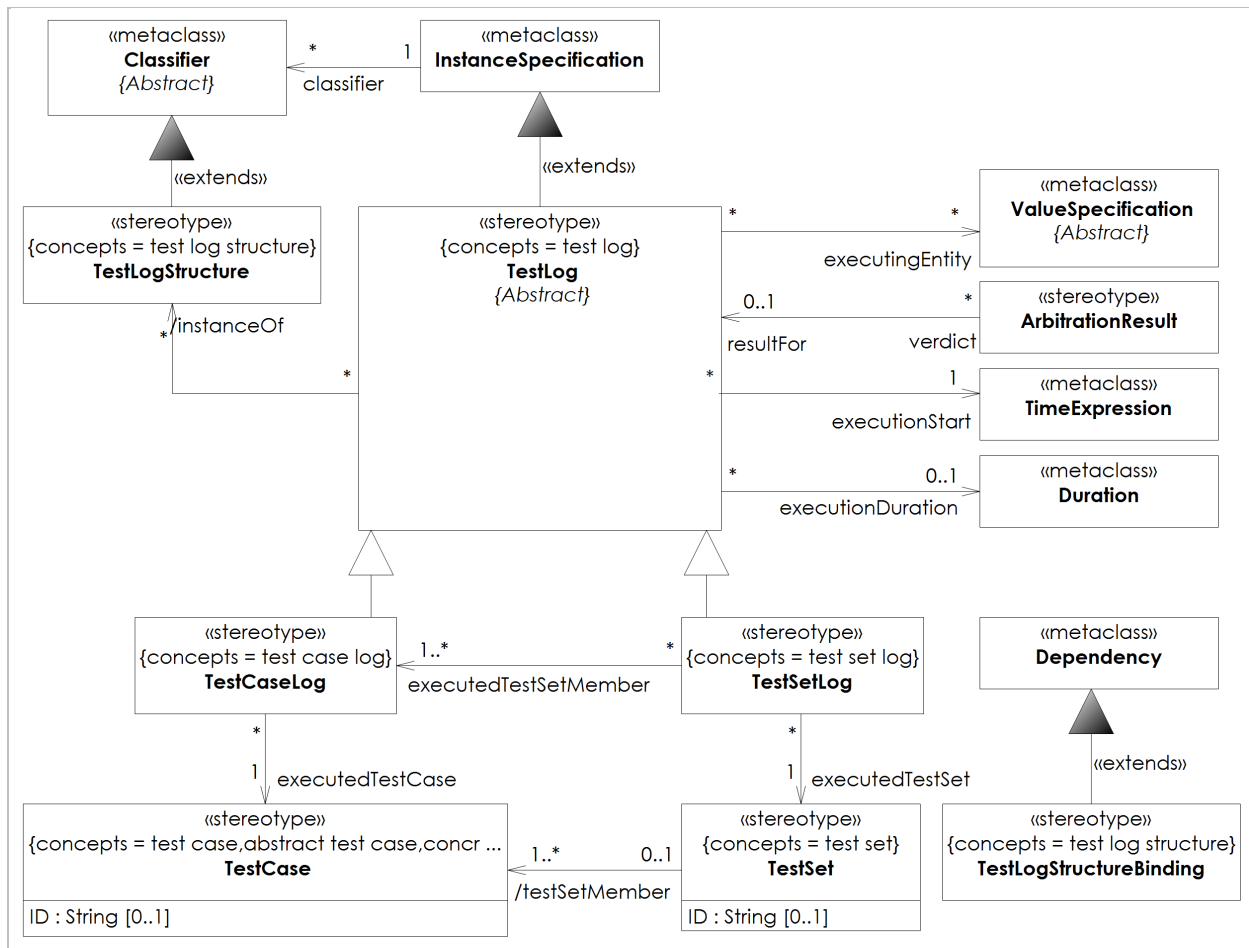 «metaclass»
Classifier
{Abstract}
*
1
classifier
«metaclass»
InstanceSpecification
«extends»
«extends»
«stereotype»
{concepts = test log structure}
TestLogStructure
/instanceOf
*
*
«stereotype»
{concepts = test log}
TestLog
{Abstract}
*
*
executingEntity
«metaclass»
ValueSpecification
{Abstract}
0..1
*
resultFor
verdict
«stereotype»
ArbitrationResult
*
1
executionStart
«metaclass»
TimeExpression
*
0..1
executionDuration
«metaclass»
Duration
«stereotype»
{concepts = test case log}
TestCaseLog
1..*
*
executedTestSetMember
«stereotype»
{concepts = test set log}
TestSetLog
«metaclass»
Dependency
*
1
executedTestCase
*
1
executedTestSet
«extends»
«stereotype»
{concepts = test case,abstract test case,concr ...
TestCase
ID : String [0..1]
1..*
0..1
/testSetMember
«stereotype»
{concepts = test set}
TestSet
ID : String [0..1]
«stereotype»
{concepts = test log structure}
TestLogStructureBinding